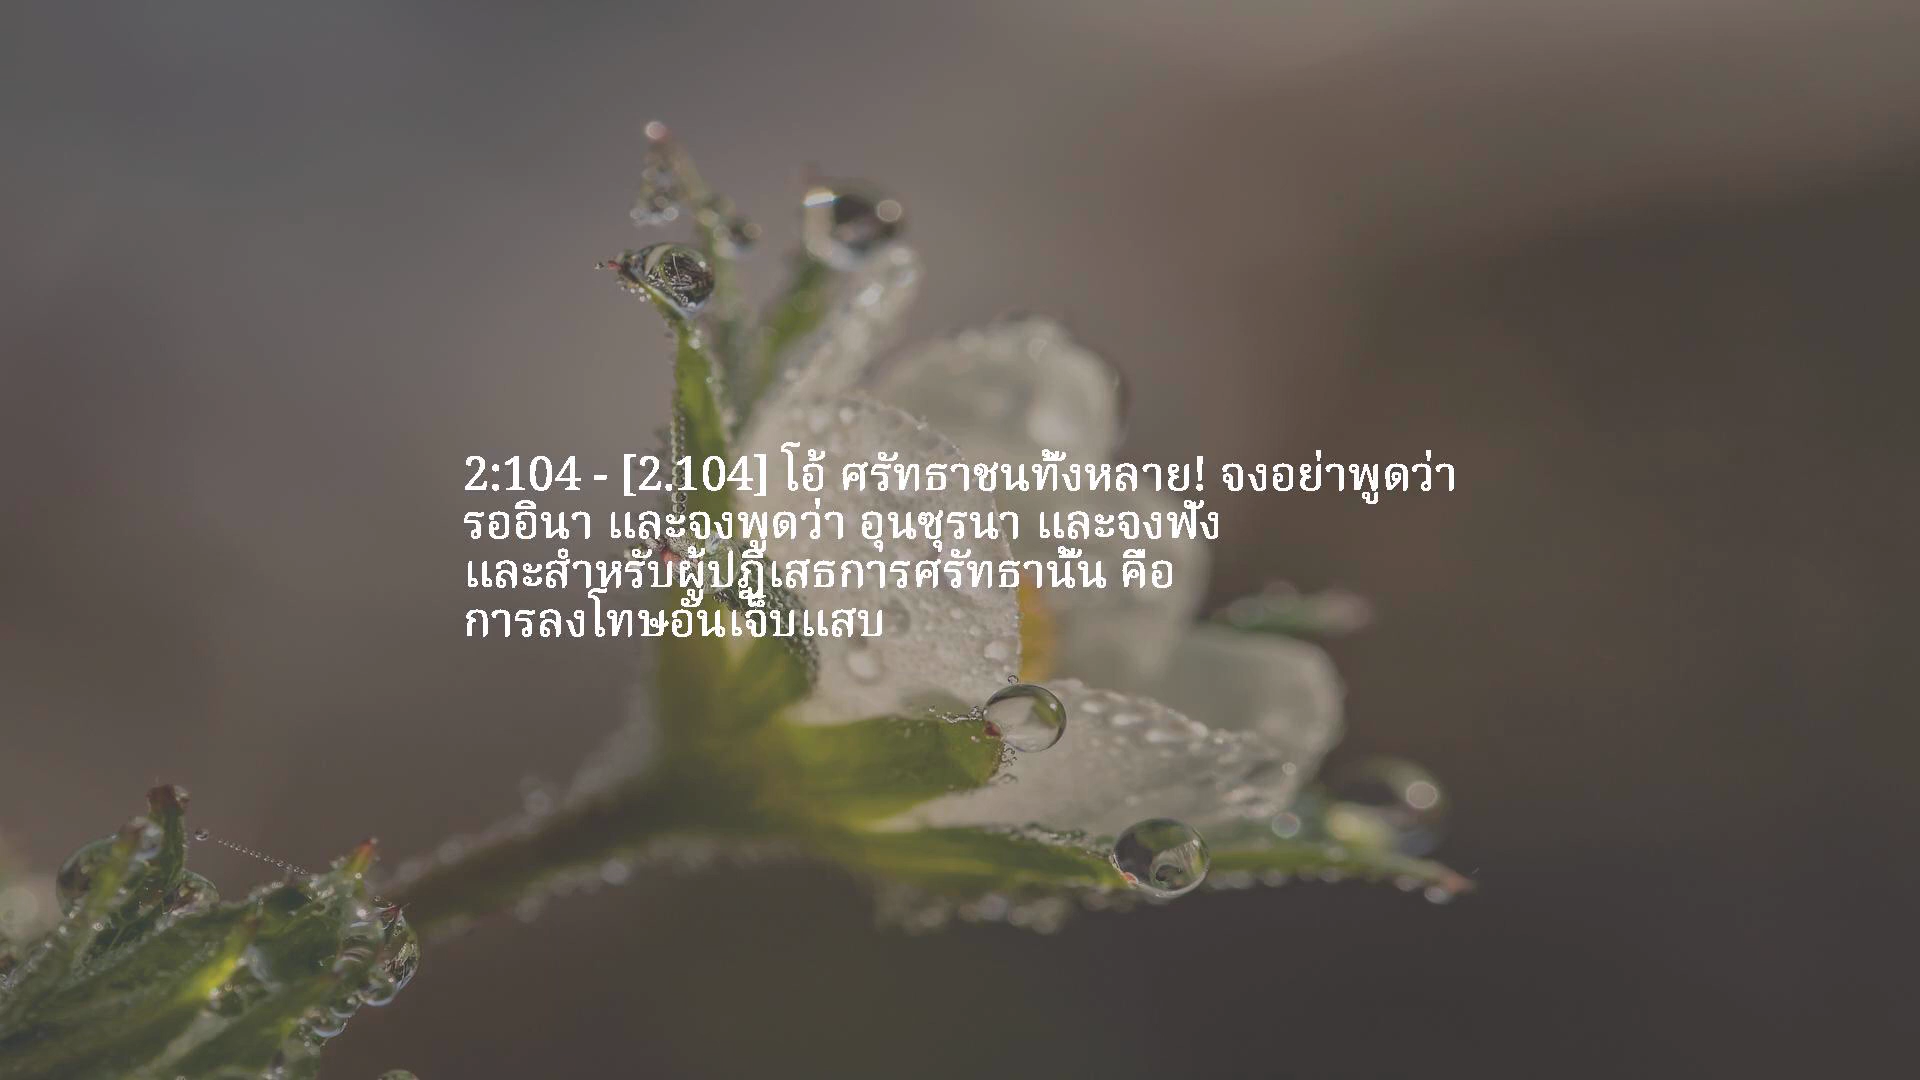 2:104 - [2.104] โอ้ ศรัทธาชนทั้งหลาย! จงอย่าพูดว่า
รออินา และจงพูดว่า อุนซุรนา และจงฟัง
และสำหรับผู้ปฏิเสธการศรัทธานั้น คือ
การลงโทษอันเจ็บแสบ